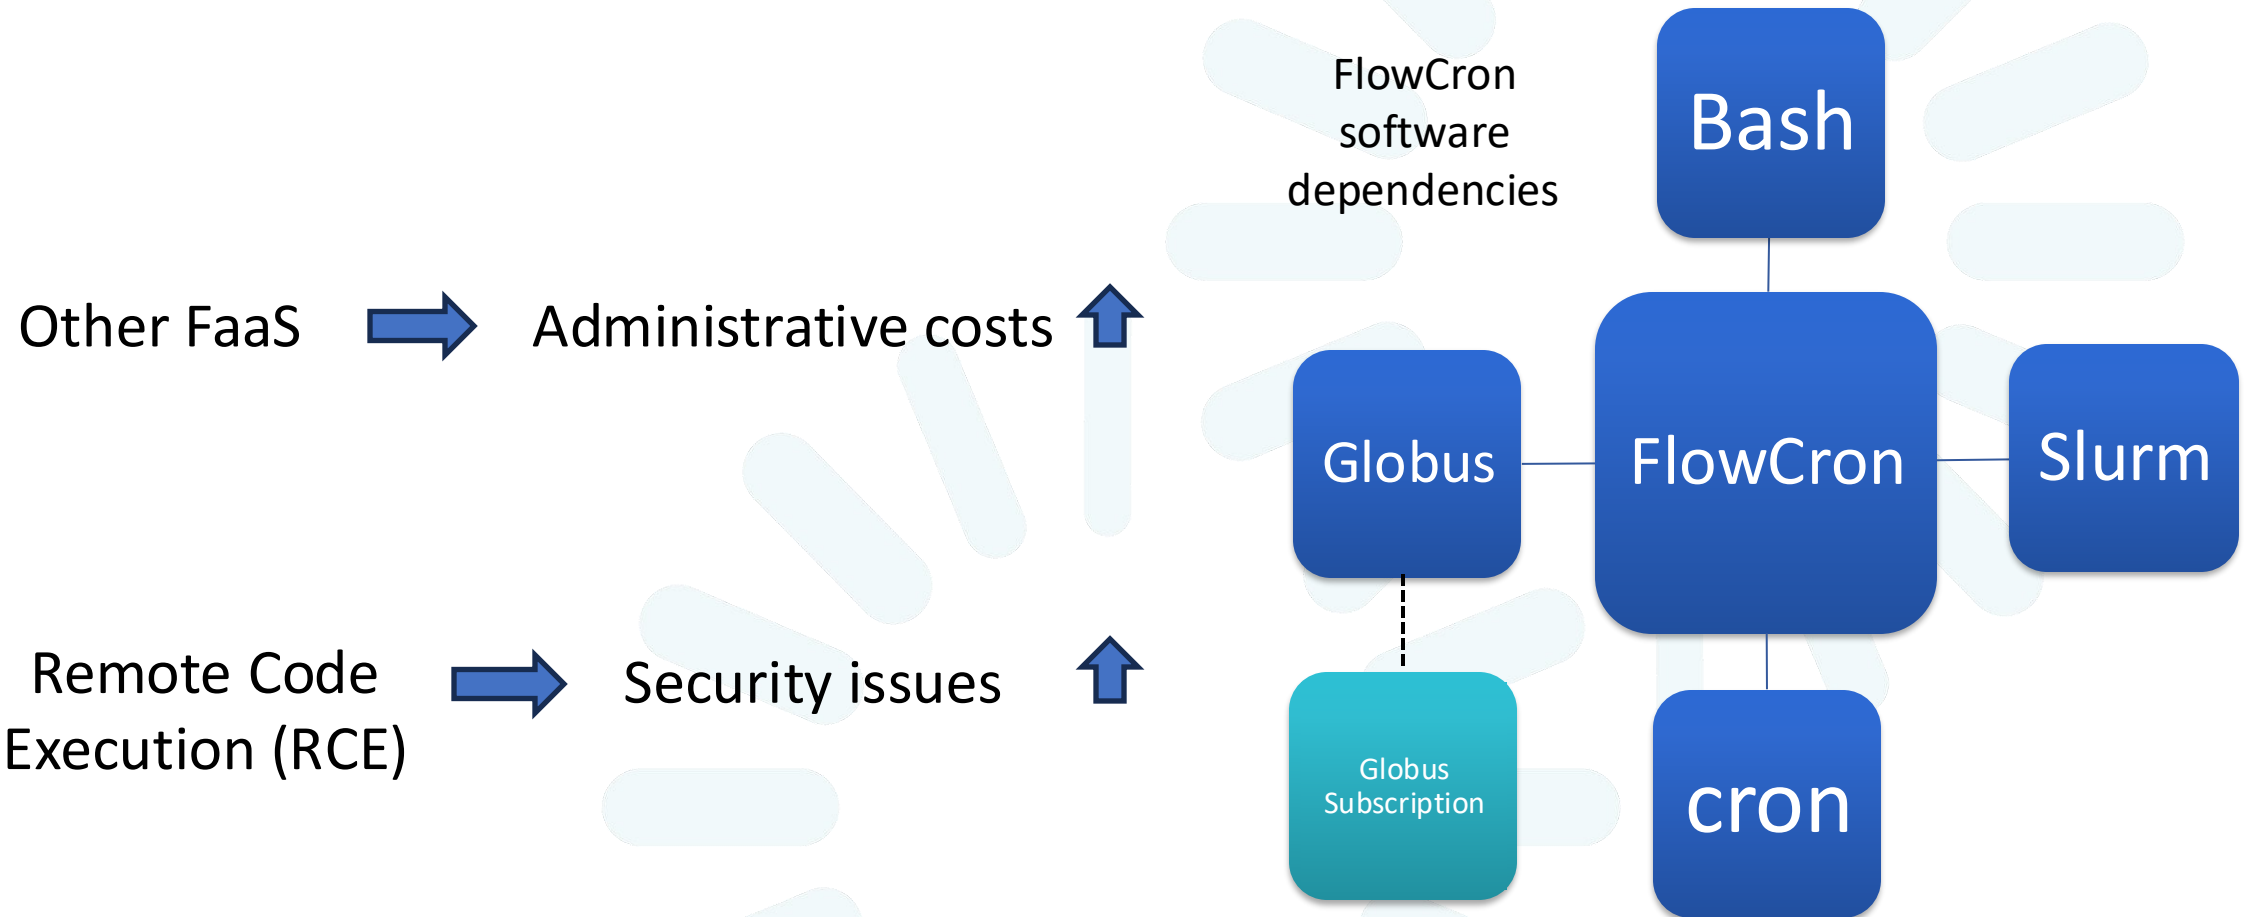 Other FaaS
Administrative costs
Remote Code
Execution (RCE)
Security issues
FlowCron
software
dependencies
Bash
Globus
FlowCron
Slurm
Globus
Subscription
cron